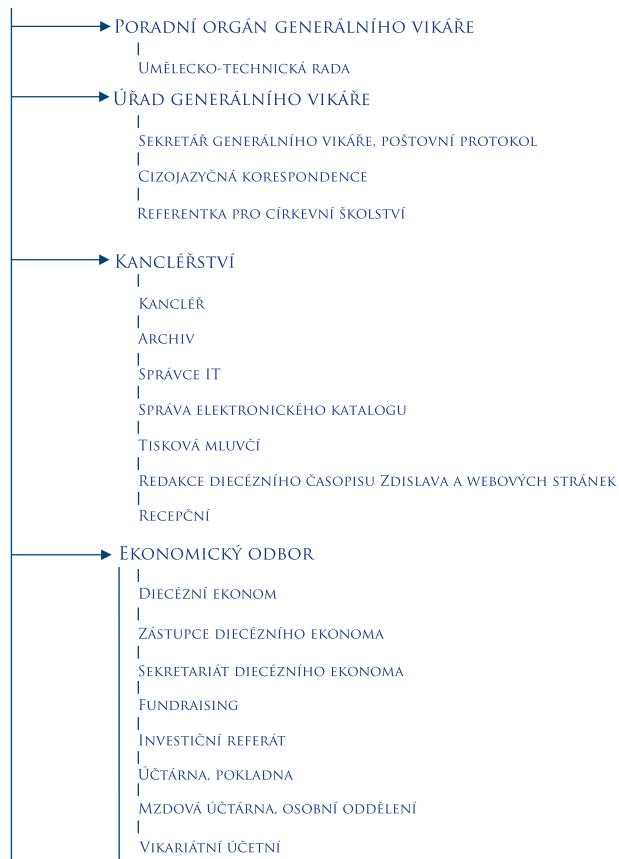 Poradní orgán generálního vikáře
Umělecko-technická rada
Úřad generálního vikáře
Sekretář generálního vikáře, poštovní protokol
Cizojazyčná korespondence
Referentka pro církevní školství
Kancléřství
Kancléř
Archiv
Správce IT
Správa elektronického katalogu
Tisková mluvčí
Redakce diecézního časopisu Zdislava a webových stránek
Recepční
Ekonomický odbor
Diecézní ekonom
Zástupce diecézního ekonoma
Sekretariát diecézního ekonoma
Fundraising
Investiční referát
Účtárna, pokladna
Mzdová účtárna, osobní oddělení
Vikariátní účetní